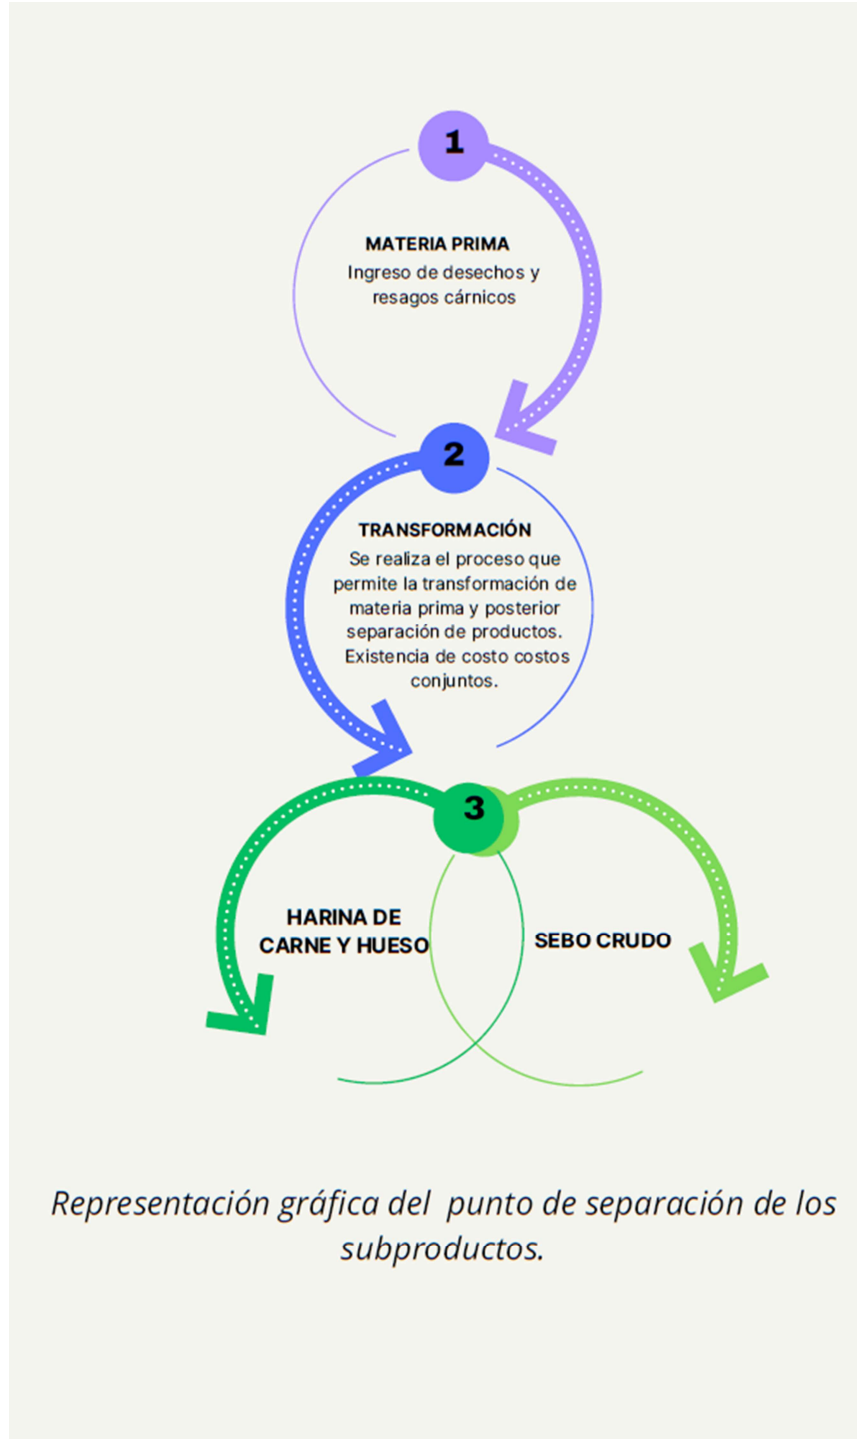 1
MATERIA PRIMA
Ingreso de desechos y
resagos cárnicos
2
TRANSFORMACIÓN
Se realiza el proceso que
permite la transformación de
materia prima y posterior
separación de productos.
Existencia de costo costos
conjuntos.
3
HARINA DE
CARNE Y HUESO
SEBO CRUDO
Representación gráfica del punto de separación de los
subproductos.